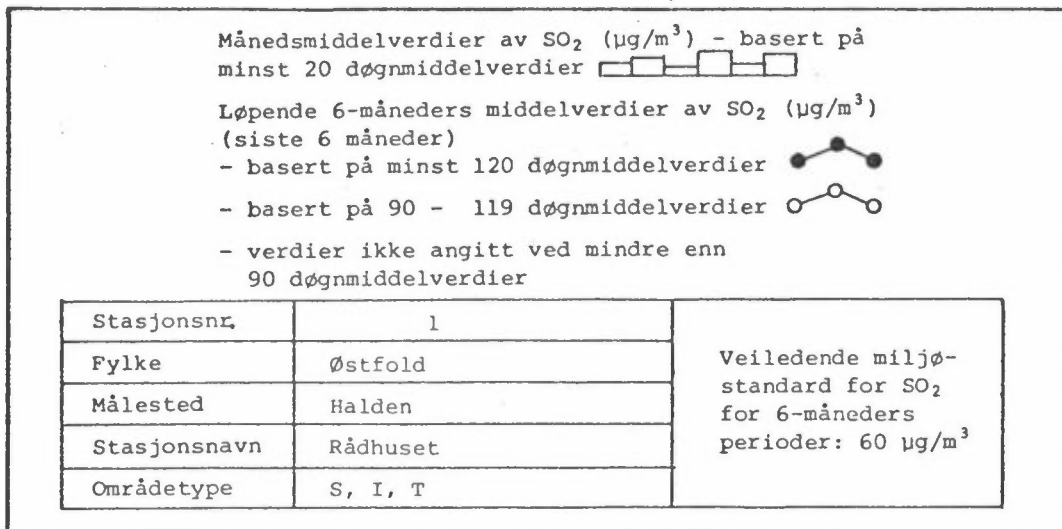 Månedsmiddelverdier av SO₂ (µg/m³) - basert på
minst 20 døgnmiddelverdier
Løpende 6-måneders middelverdier av SO₂ (µg/m³)
(siste 6 måneder)
- basert på minst 120 døgnmiddelverdier
- basert på 90 - 119 døgnmiddelverdier
- verdier ikke angitt ved mindre enn
90 døgnmiddelverdier
Stasjonsnr. 1
Fylke Østfold
Målested Halden
Stasjonsnavn Rådhuset
Områdetype S, I, T
Veiledende miljø-
standard for SO₂
for 6-måneders
perioder: 60 µg/m³